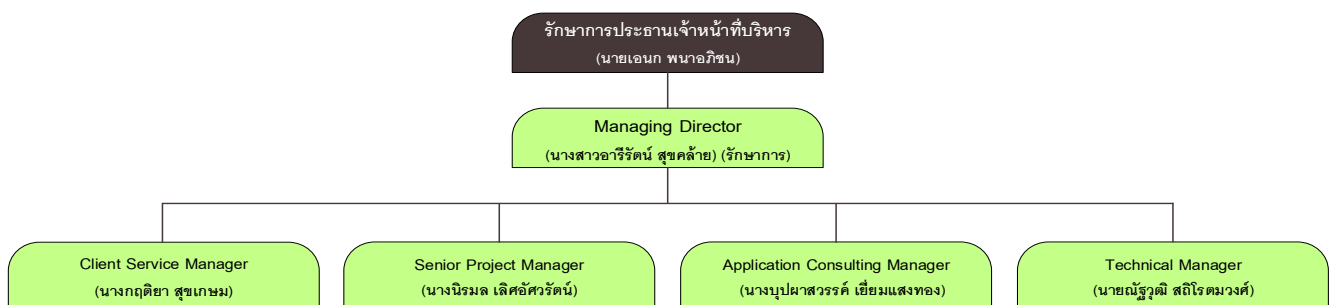 รักษาการประธานเจ้าหน้าที่บริหาร
(นายเอนก พนาอภิชน)
Managing Director
(นางสาวอารีรัตน์ สุขคล้าย) (รักษาการ)
Client Service Manager
(นางกฤติยา สุขเกษม)
Senior Project Manager
(นางนิรมล เลิศอัศวรัตน์)
Application Consulting Manager
(นางบุปผาสวรรค์ เยี่ยมแสงทอง)
Technical Manager
(นายณัฐวุฒิ สถิโรตมวงศ์)